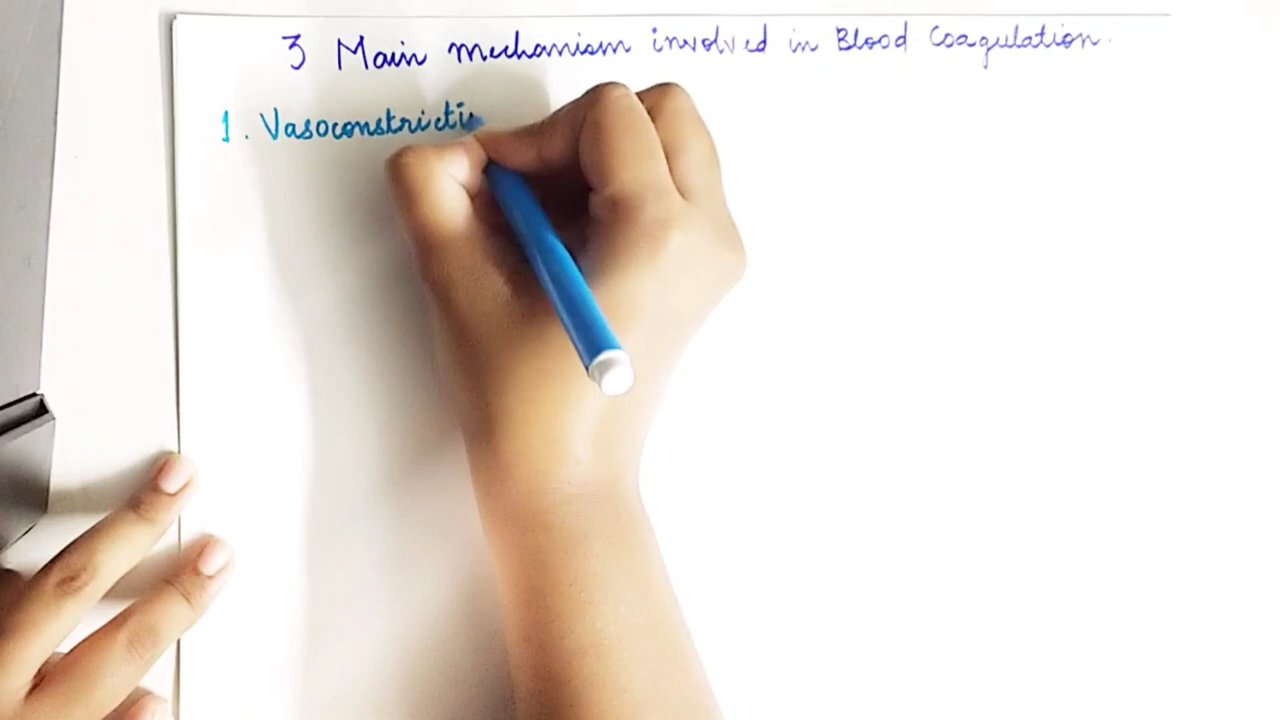 3 Main mechanism involved in Blood Coagulation.
1. Vasoconstricti